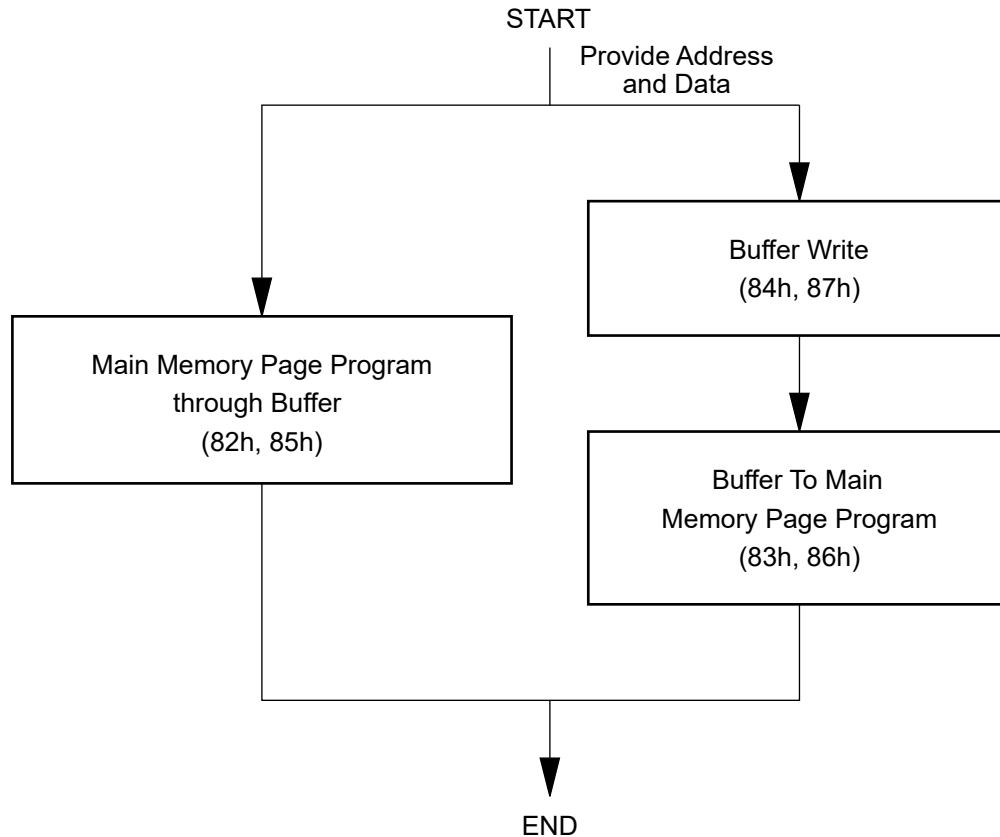 START
Provide Address
and Data
Buffer Write
(84h, 87h)
Main Memory Page Program
through Buffer
(82h, 85h)
Buffer To Main
Memory Page Program
(83h, 86h)
END